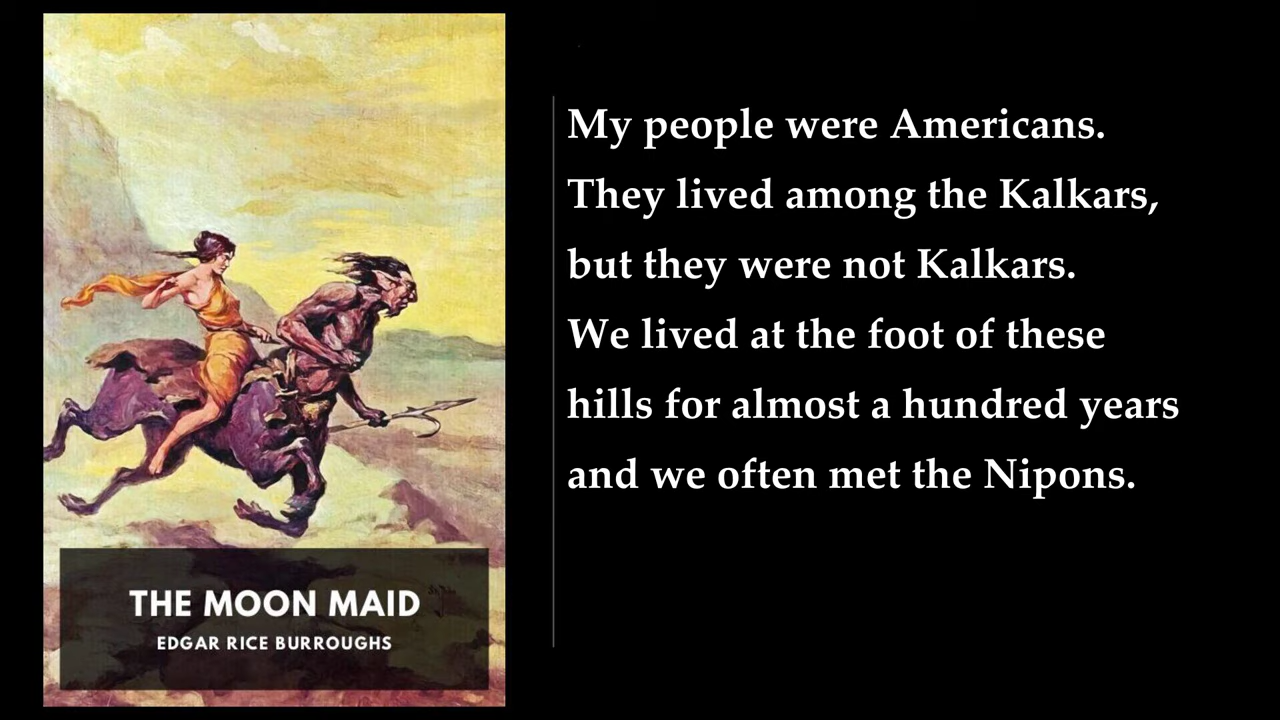 THE MOON MAID
EDGAR RICE BURROUGHS
My people were Americans.
They lived among the Kalkars,
but they were not Kalkars.
We lived at the foot of these
hills for almost a hundred years
and we often met the Nipons.